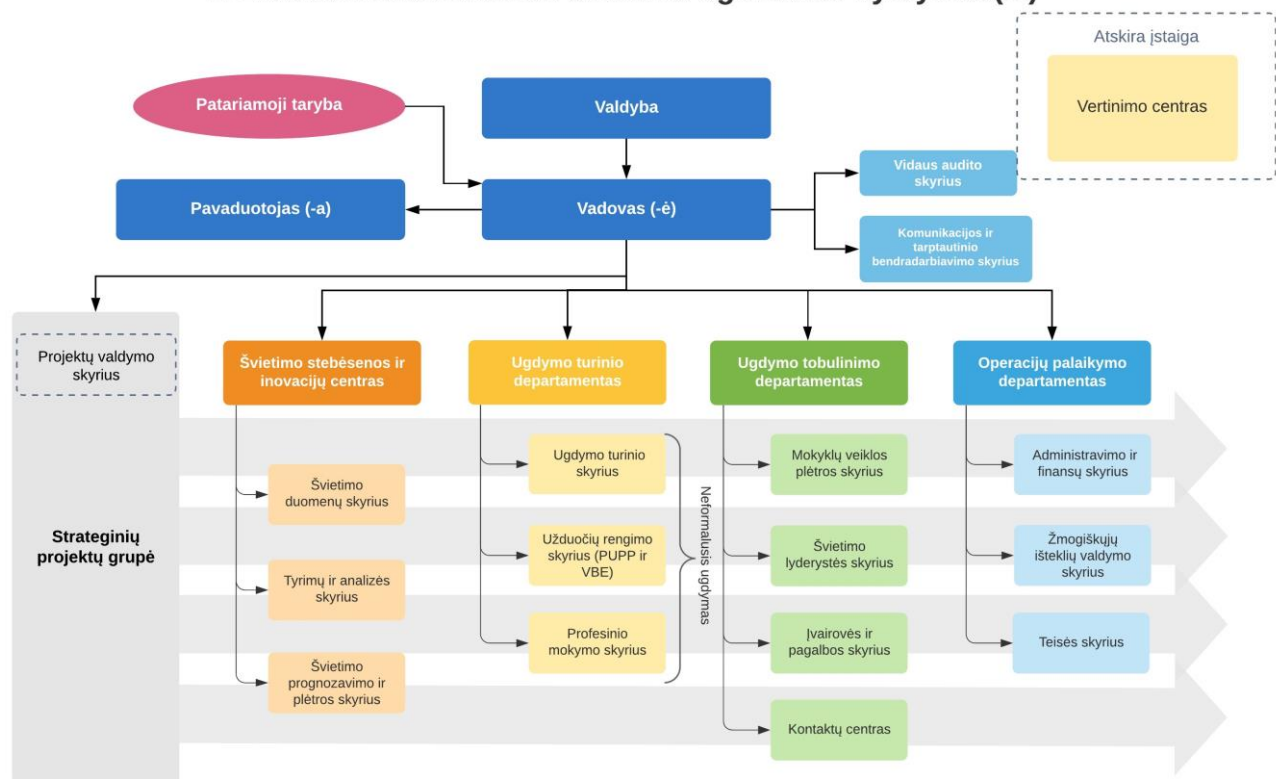 Atskira įstaiga
Vertinimo centras
Patariamoji taryba
Valdyba
Vidaus audito
skyrius
Pavaduotojas (-a)
Vadovas (-ė)
Komunikacijos ir
tarptautinio
bendradarbiavimo skyrius
Projektų valdymo
skyrius
Strateginių
projektų grupė
Švietimo stebėsenos ir
inovacijų centras
Švietimo
duomenų skyrius
Tyrimų ir analizės
skyrius
Švietimo
prognozavimo ir
plėtros skyrius
Ugdymo turinio
departamentas
Ugdymo turinio
skyrius
Užduočių rengimo
skyrius (PUPP ir
VBE)
Profesinio
mokymo skyrius
Neformalusis ugdymas
Ugdymo tobulinimo
departamentas
Mokyklų veiklos
plėtros skyrius
Švietimo
lyderystės skyrius
Įvairovės ir
pagalbos skyrius
Kontaktų centras
Operacijų palaikymo
departamentas
Administravimo ir
finansų skyrius
Žmogiškųjų
išteklių valdymo
skyrius
Teisės skyrius